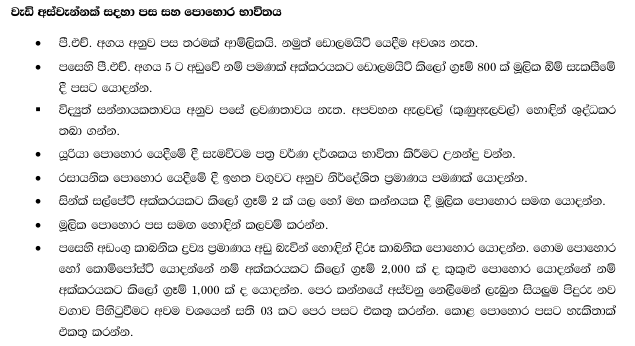 වැඩි අස්වැන්නක් සදහා පස සහ පොහොර භාවිතය
• පී.එච්. අගය අනුව පස තරමක් ආම්ලිකයි. නමුත් ඩොලමයිට් යෙදීම අවශ්‍ය නැත.
• පසෙහි පී.එච්. අගය 5 ට අඩුවේ නම් පමණක් අක්කරයකට ඩොලමයිට් කිලෝ ග්‍රෑම් 800 ක් මූලික බිම් සැකසීමේ
දී පසට යොදන්න.
▪ විද්‍යුත් සන්නායකතාවය අනුව පසේ ලවණතාවය නැත. අපවහන ඇලවල් (කුණුඇලවල්) හොඳින් ශුද්ධකර
තබා ගන්න.
• යූරියා පොහොර යෙදීමේ දී සැමවිටම පත්‍ර වර්ණ දර්ශකය භාවිතා කිරීමට උනන්දු වන්න.
• රසායනික පොහොර යෙදීමේ දී ඉහත වගුවට අනුව නිර්දේශිත ප්‍රමාණය පමණක් යොදන්න.
• සින්ක් සල්පේට් අක්කරයකට කිලෝ ග්‍රෑම් 2 ක් යල හෝ මහ කන්නයක දී මූලික පොහොර සමඟ යොදන්න.
• මූලික පොහොර පස සමඟ හොඳින් කලවම් කරන්න.
• පසෙහි අඩංගු කාබනික ද්‍රව්‍ය ප්‍රමාණය අඩු බැවින් හොඳින් දිරූ කාබනික පොහොර යොදන්න. ගොම පොහොර
හෝ කොම්පෝස්ට් යොදන්නේ නම් අක්කරයකට කිලෝ ග්‍රෑම් 2,000 ක් ද කුකුළු පොහොර යොදන්නේ නම්
අක්කරයකට කිලෝ ග්‍රෑම් 1,000 ක් ද යොදන්න. පෙර කන්නයේ අස්වනු නෙලීමෙන් ලැබුන සියලුම පිදුරු නව
වගාව පිහිටුවීමට අවම වශයෙන් සති 03 කට පෙර පසට එකතු කරන්න. කොළ පොහොර පසට හැකිතාක්
එකතු කරන්න.